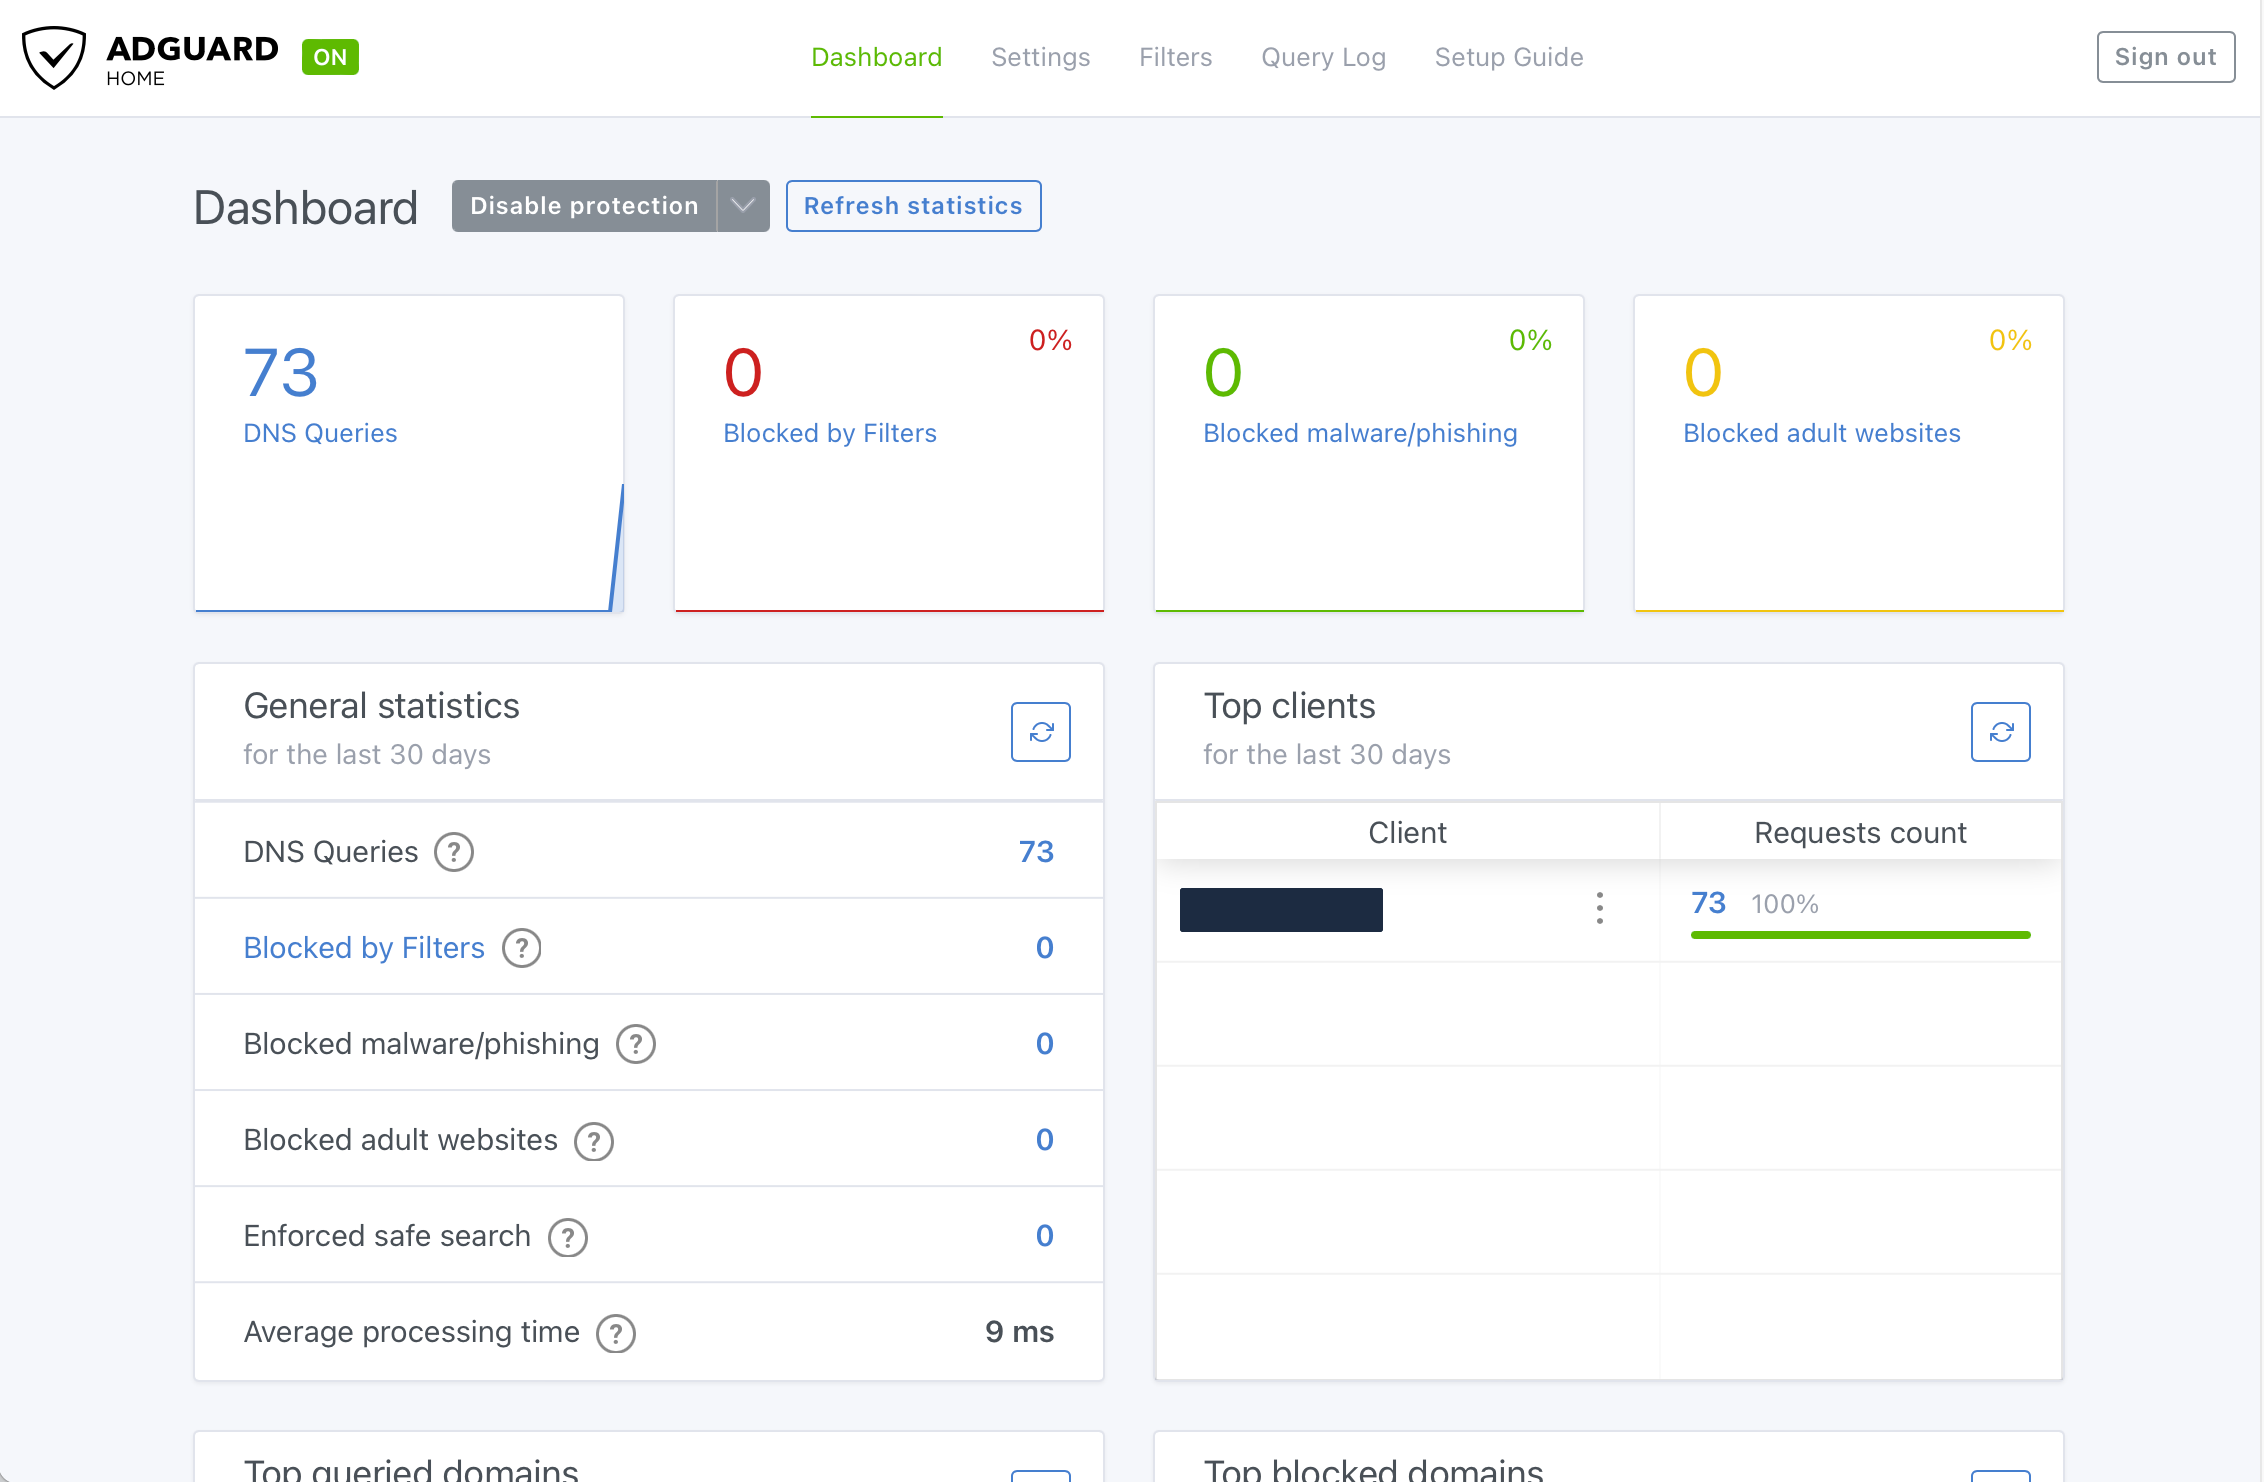 ADGUARD
HOME
ON
Dashboard
Settings
Filters
Query Log
Setup Guide
Sign out
Dashboard
Disable protection
Refresh statistics
73
DNS Queries
0%
0
Blocked by Filters
0%
0
Blocked malware/phishing
0%
0
Blocked adult websites
General statistics
for the last 30 days
DNS Queries ?
73
Blocked by Filters ?
0
Blocked malware/phishing ?
0
Blocked adult websites ?
0
Enforced safe search ?
0
Average processing time ?
9 ms
Top clients
for the last 30 days
Client
Requests count
73 100%
Top queried domains
Top blocked domains